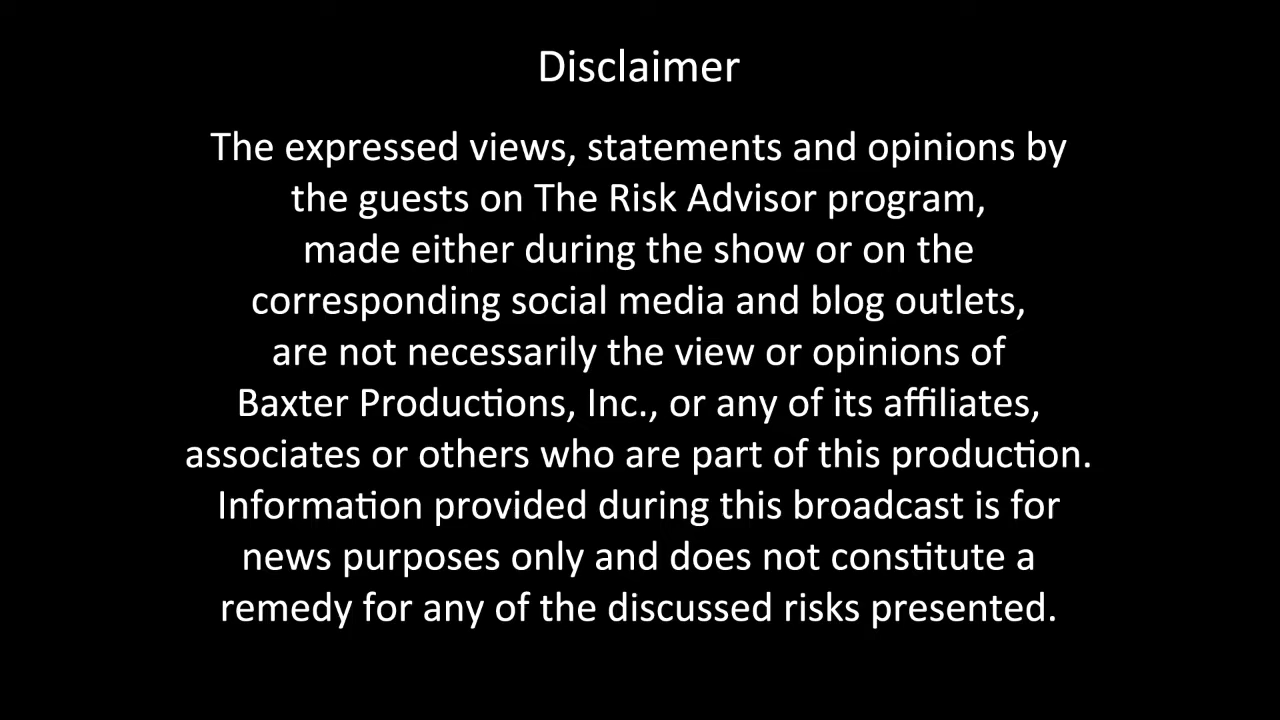 Disclaimer
The expressed views, statements and opinions by
the guests on The Risk Advisor program,
made either during the show or on the
corresponding social media and blog outlets,
are not necessarily the view or opinions of
Baxter Productions, Inc., or any of its affiliates,
associates or others who are part of this production.
Information provided during this broadcast is for
news purposes only and does not constitute a
remedy for any of the discussed risks presented.